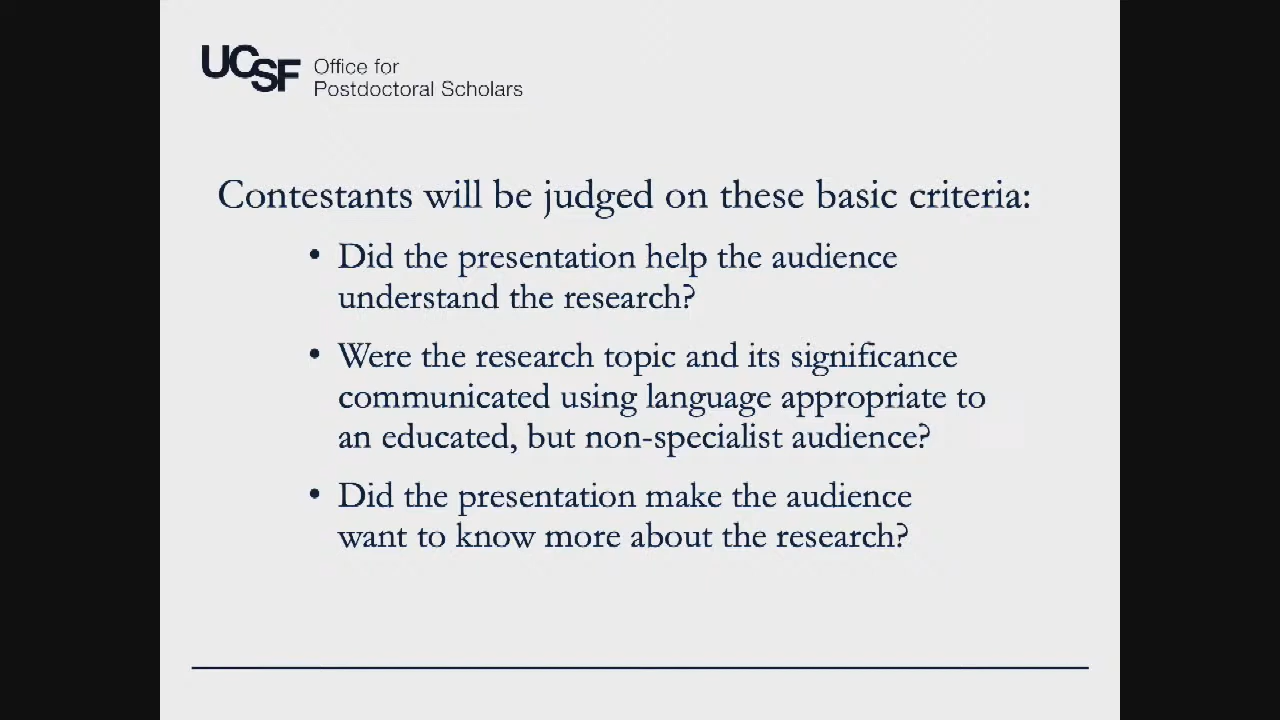 UCSF
Office for
Postdoctoral Scholars
Contestants will be judged on these basic criteria:
• Did the presentation help the audience
understand the research?
• Were the research topic and its significance
communicated using language appropriate to
an educated, but non-specialist audience?
• Did the presentation make the audience
want to know more about the research?